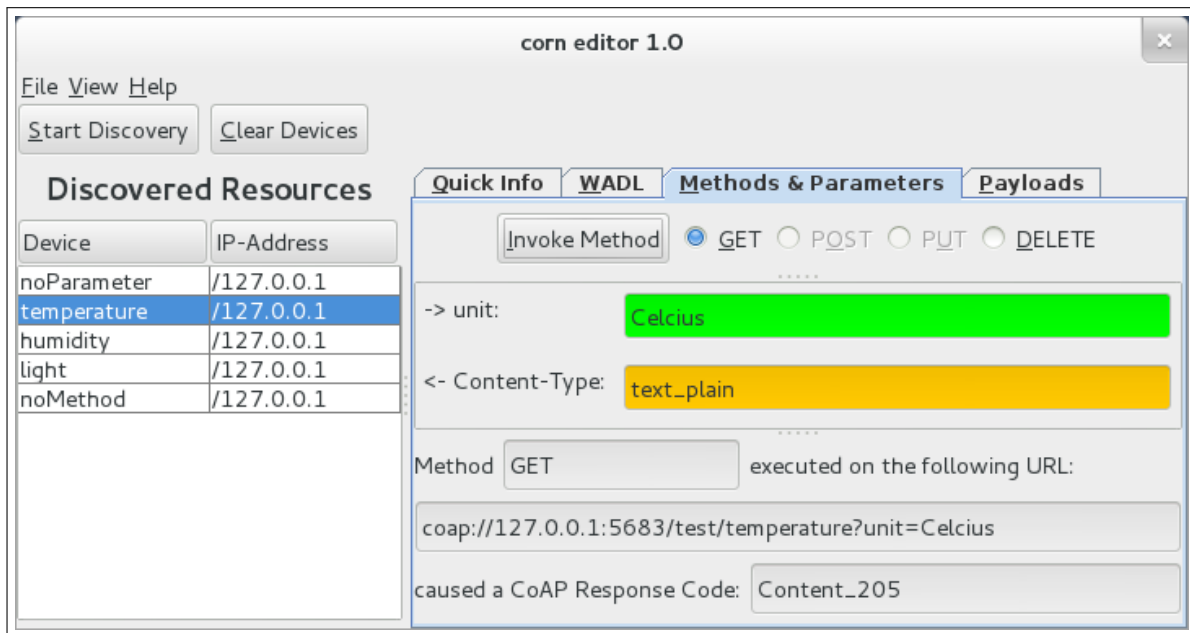 corn editor 1.0
File View Help
Start Discovery Clear Devices
Discovered Resources
Device IP-Address
noParameter /127.0.0.1
temperature /127.0.0.1
humidity /127.0.0.1
light /127.0.0.1
noMethod /127.0.0.1
Quick Info WADL Methods & Parameters Payloads
Invoke Method GET POST PUT DELETE
-> unit: Celcius
<- Content-Type: text_plain
Method GET executed on the following URL:
coap://127.0.0.1:5683/test/temperature?unit=Celcius
caused a CoAP Response Code: Content_205